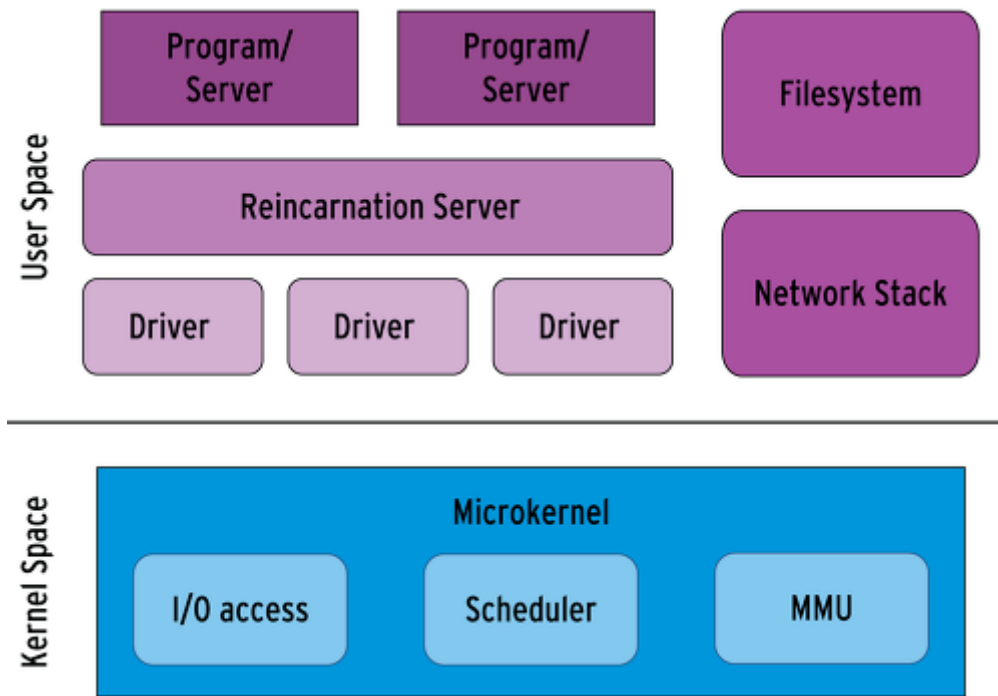 Program/
Server
Program/
Server
Filesystem
User Space
Reincarnation Server
Network Stack
Driver
Driver
Driver
Kernel Space
Microkernel
I/O access
Scheduler
MMU